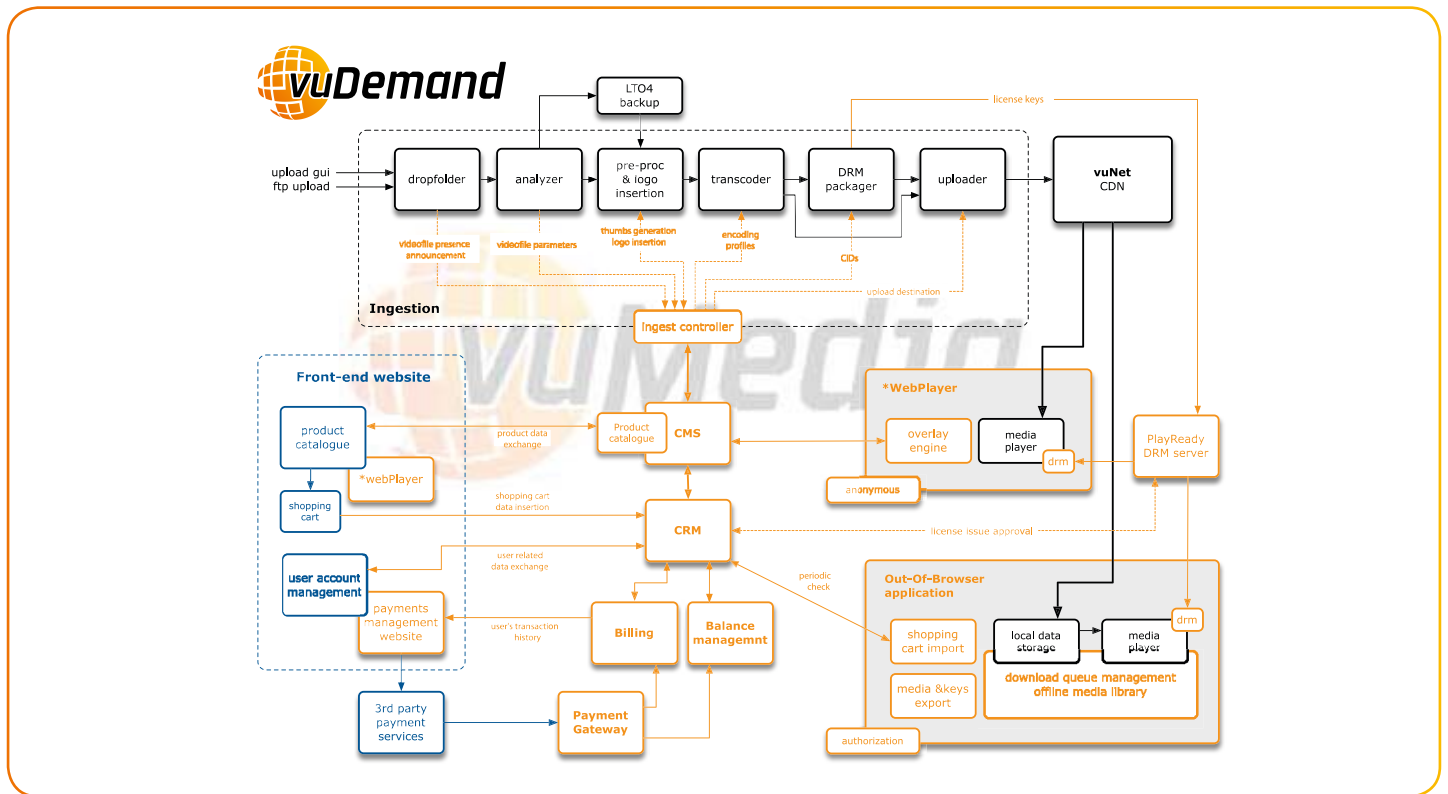 vuDemand
LTO4
backup
license keys
upload gui
ftp upload
dropfolder
analyzer
pre-proc
& logo
insertion
transcoder
DRM
packager
uploader
vuNet
CDN
videofile presence
announcement
videofile parameters
thumbs generation
logo insertion
encoding
profiles
CIDs
upload destination
Ingestion
ingest controller
vuMedia
Front-end website
product
catalogue
*webPlayer
shopping
cart
product data
exchange
Product
catalogue
CMS
*WebPlayer
overlay
engine
media
player
drm
anonymous
PlayReady
DRM server
shopping cart
data insertion
CRM
license issue approval
user related
data exchange
user account
management
payments
management
website
user's transaction
history
Billing
Balance
managemnt
periodic
check
Out-Of-Browser
application
shopping
cart import
local data
storage
media
player
drm
download queue management
offline media library
media &keys
export
authorization
3rd party
payment
services
Payment
Gateway